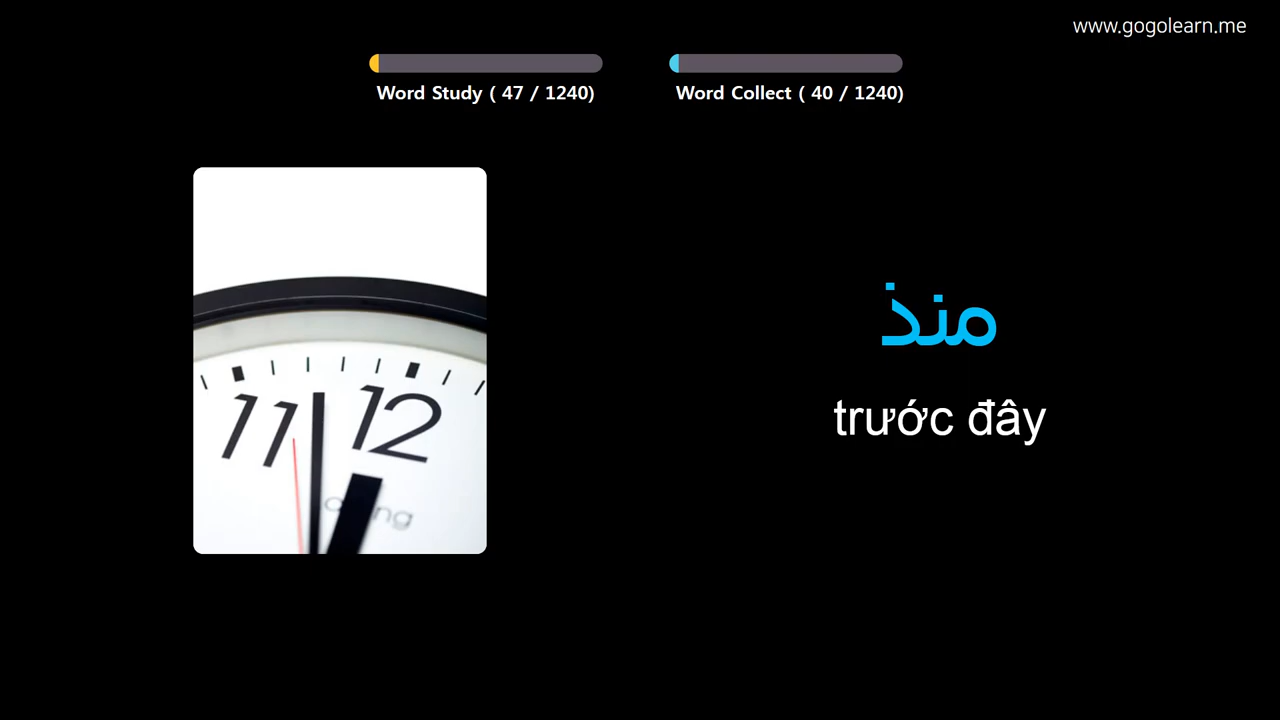 www.gogolearn.me
Word Study ( 47 / 1240)
Word Collect ( 40 / 1240)
11 12
منذ
trước đây